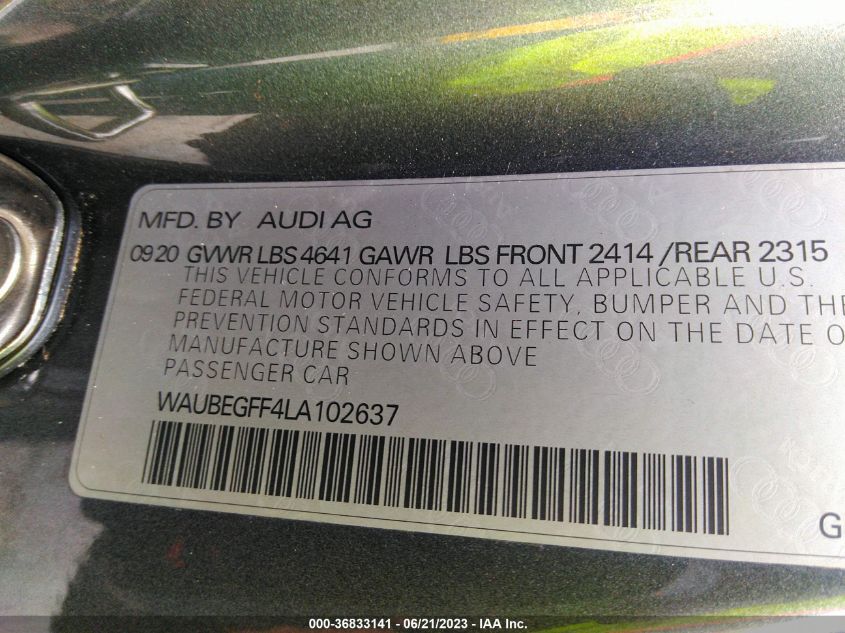 MFD. BY AUDI AG
0920 GVWR LBS 4641 GAWR LBS FRONT 2414 /REAR 2315
THIS VEHICLE CONFORMS TO ALL APPLICABLE U.S.
FEDERAL MOTOR VEHICLE SAFETY, BUMPER AND THE
PREVENTION STANDARDS IN EFFECT ON THE DATE O
MANUFACTURE SHOWN ABOVE
PASSENGER CAR
WAUBEGFF4LA102637
G
000-36833141 - 06/21/2023 - IAA Inc.